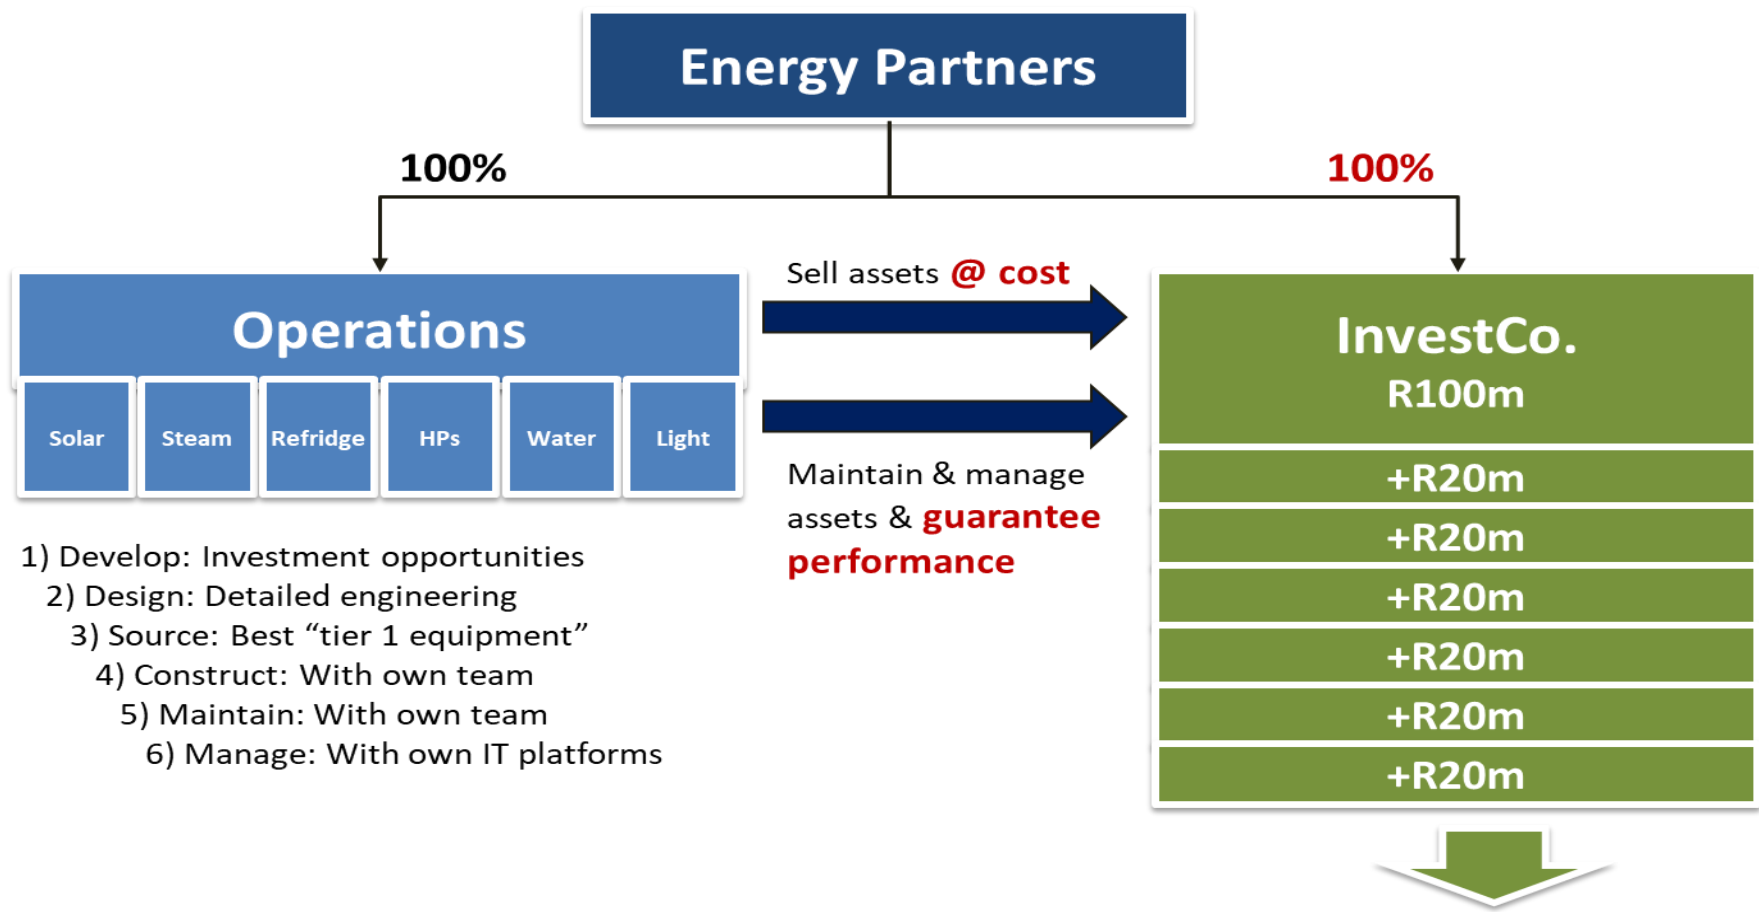 Energy Partners
100%
100%
Operations
Solar
Steam
Refridge
HPs
Water
Light
1) Develop: Investment opportunities
2) Design: Detailed engineering
3) Source: Best “tier 1 equipment”
4) Construct: With own team
5) Maintain: With own team
6) Manage: With own IT platforms
Sell assets @ cost
Maintain & manage
assets & guarantee
performance
InvestCo.
R100m
+R20m
+R20m
+R20m
+R20m
+R20m
+R20m